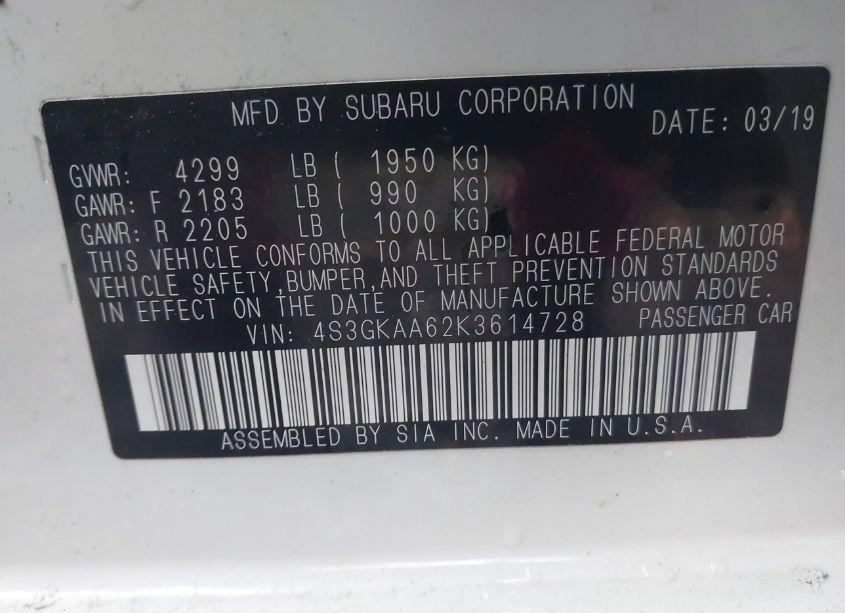 MFD BY SUBARU CORPORATION
DATE: 03/19
GVWR: 4299 LB ( 1950 KG)
GAWR: F 2183 LB ( 990 KG)
GAWR: R 2205 LB ( 1000 KG)
THIS VEHICLE CONFORMS TO ALL APPLICABLE FEDERAL MOTOR
VEHICLE SAFETY,BUMPER,AND THEFT PREVENTION STANDARDS
IN EFFECT ON THE DATE OF MANUFACTURE SHOWN ABOVE.
VIN: 4S3GKAA62K3614728 PASSENGER CAR
ASSEMBLED BY SIA INC. MADE IN U.S.A.